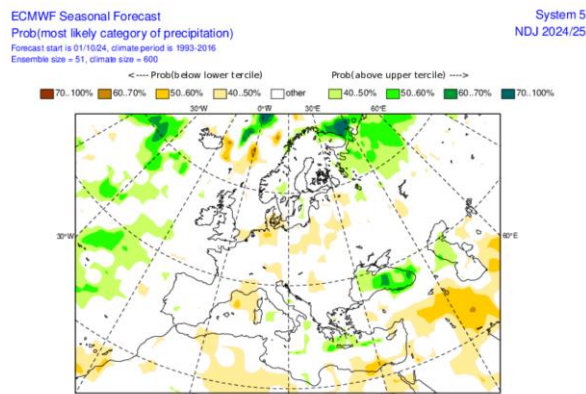 ECMWF Seasonal Forecast
System 5
Prob(most likely category of precipitation)
NDJ 2024/25
Forecast start is 01/10/24, climate period is 1993-2016
Ensemble size = 51, climate size = 600
<---- Prob(below lower tercile)
Prob(above upper tercile) ---->
70..100% 60..70% 50..60% 40..50% other 40..50% 50..60% 60..70% 70..100%
30°W 0°W 30°E 60°E
30°W 60°E